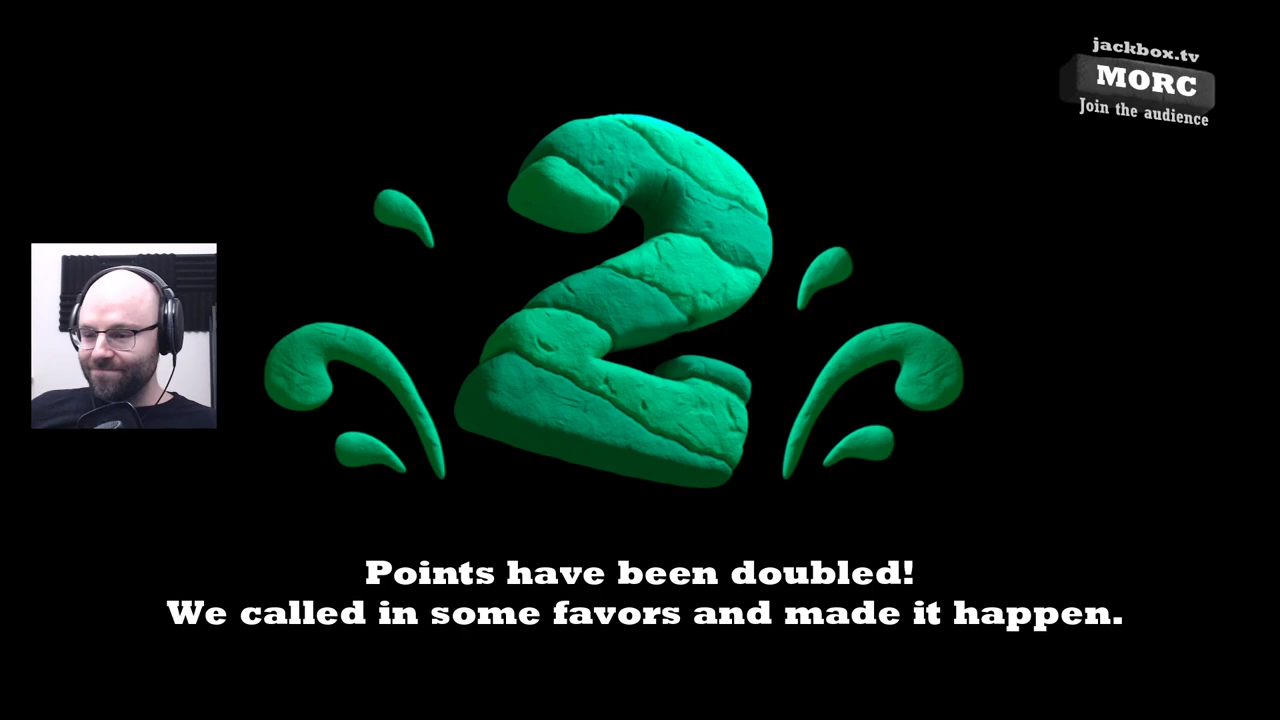 jackbox.tv
MORC
Join the audience
2
Points have been doubled!
We called in some favors and made it happen.